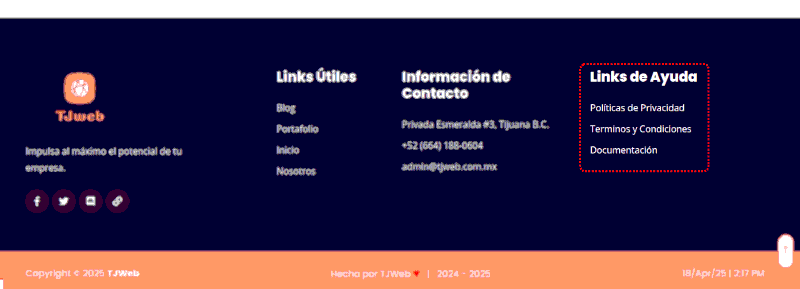 TJweb
Impulsa al máximo el potencial de tu
empresa.
Links Útiles
Blog
Portafolio
Inicio
Nosotros
Información de
Contacto
Privada Esmeralda #3, Tijuana B.C.
+52 (664) 188-0604
admin@tjweb.com.mx
Links de Ayuda
Políticas de Privacidad
Terminos y Condiciones
Documentación
Copyright © 2025 TJWeb
Hecho por TJWeb ♥ | 2024 - 2025
18/Apr/25 | 2:17 PM